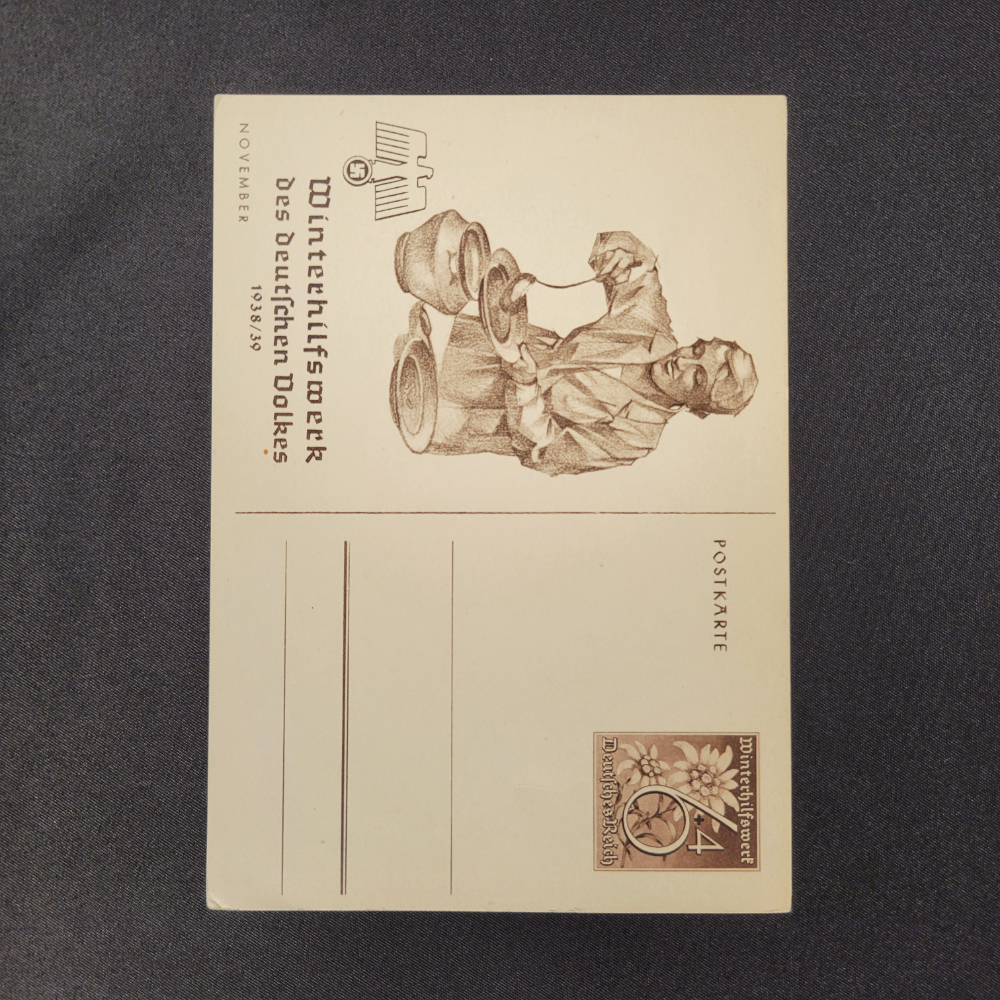 NOVEMBER
Winterhilfswerk
des deutſchen Volkes
1938/39
POSTKARTE
Winterhilfswerk
6+4
Deutſches Reich